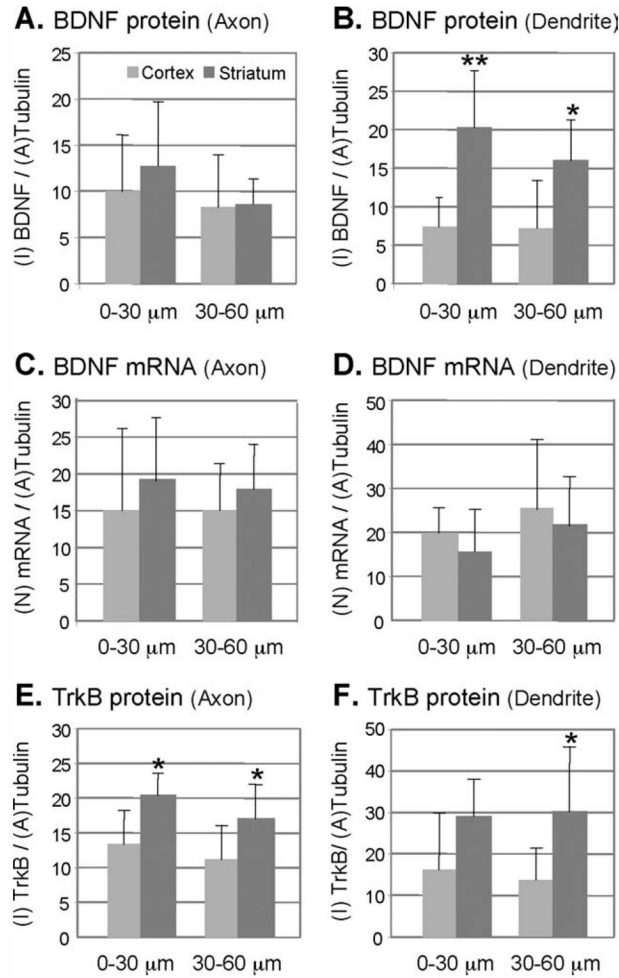 A. BDNF protein (Axon)
(I) BDNF / (A)Tubulin
25
20
15
10
5
0
Cortex Striatum
0-30 µm 30-60 µm
B. BDNF protein (Dendrite)
(I) BDNF / (A)Tubulin
30
25
20
15
10
5
0
** *
0-30 µm 30-60 µm
C. BDNF mRNA (Axon)
(N) mRNA / (A)Tubulin
30
25
20
15
10
5
0
0-30 µm 30-60 µm
D. BDNF mRNA (Dendrite)
(N) mRNA / (A)Tubulin
50
40
30
20
10
0
0-30 µm 30-60 µm
E. TrkB protein (Axon)
(I) TrkB / (A)Tubulin
30
25
20
15
10
5
0
* *
0-30 µm 30-60 µm
F. TrkB protein (Dendrite)
(I) TrkB/ (A)Tubulin
50
40
30
20
10
0
*
0-30 µm 30-60 µm